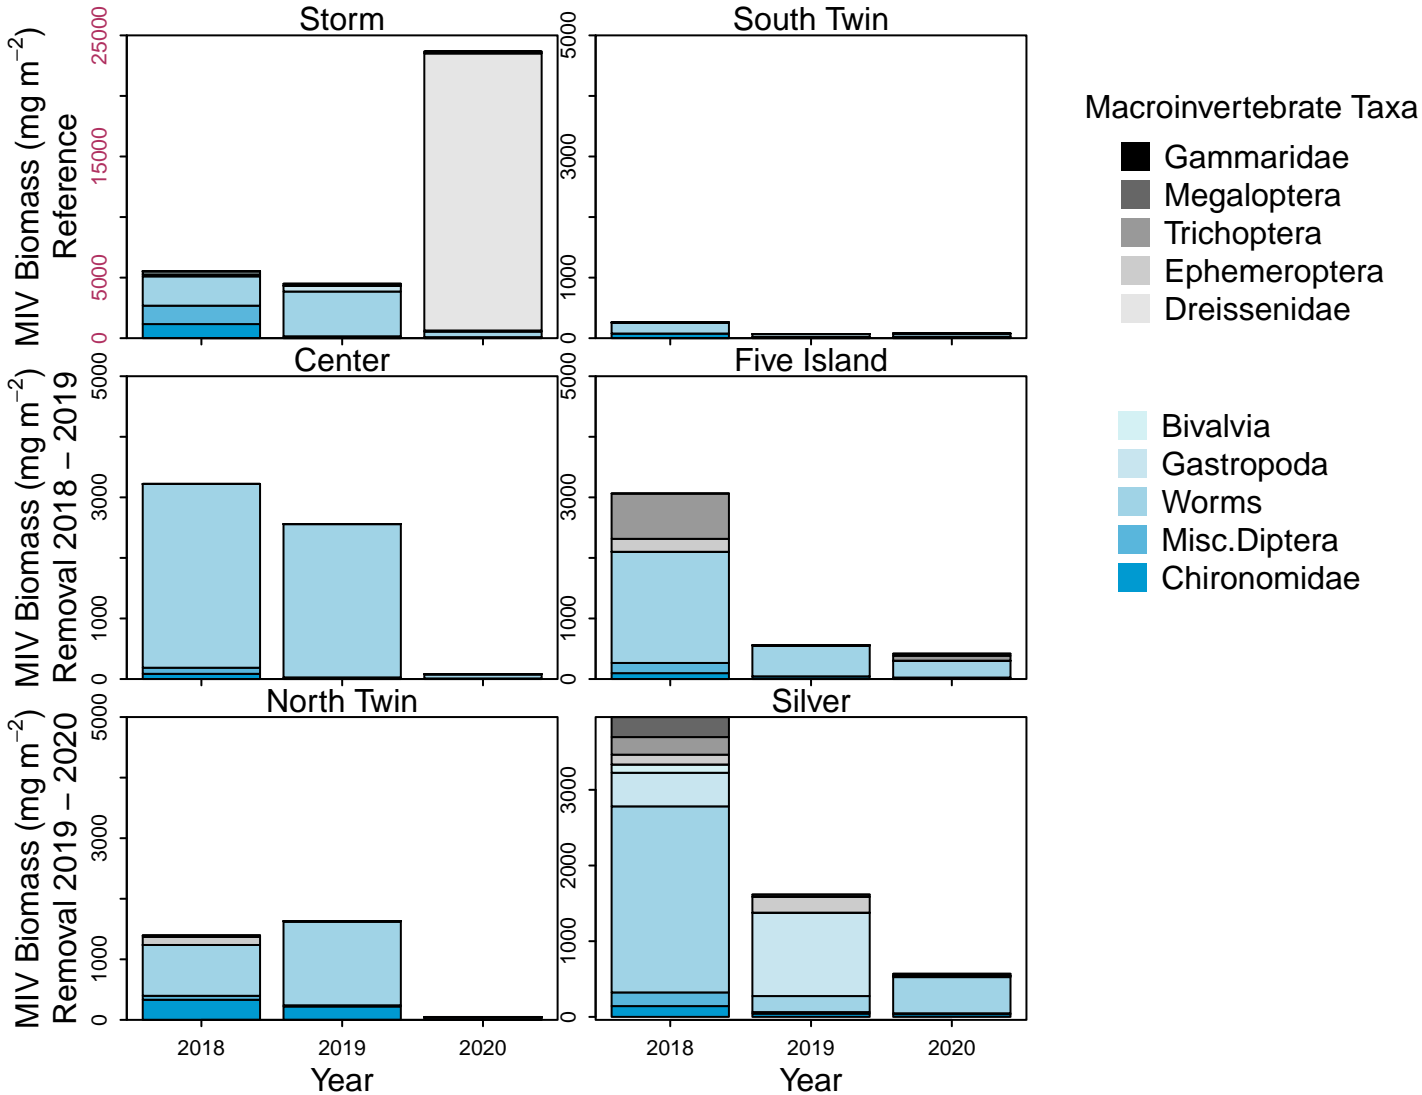 Storm
South Twin
MIV Biomass (mg m−2)
Reference
0
5000
15000
25000
0
1000
3000
5000
Center
Five Island
MIV Biomass (mg m−2)
Removal 2018 − 2019
0
1000
3000
5000
0
1000
3000
5000
North Twin
Silver
MIV Biomass (mg m−2)
Removal 2019 − 2020
0
1000
3000
5000
0
1000
2000
3000
2018 2019 2020
2018 2019 2020
Year
Year
Macroinvertebrate Taxa
Gammaridae
Megaloptera
Trichoptera
Ephemeroptera
Dreissenidae
Bivalvia
Gastropoda
Worms
Misc.Diptera
Chironomidae